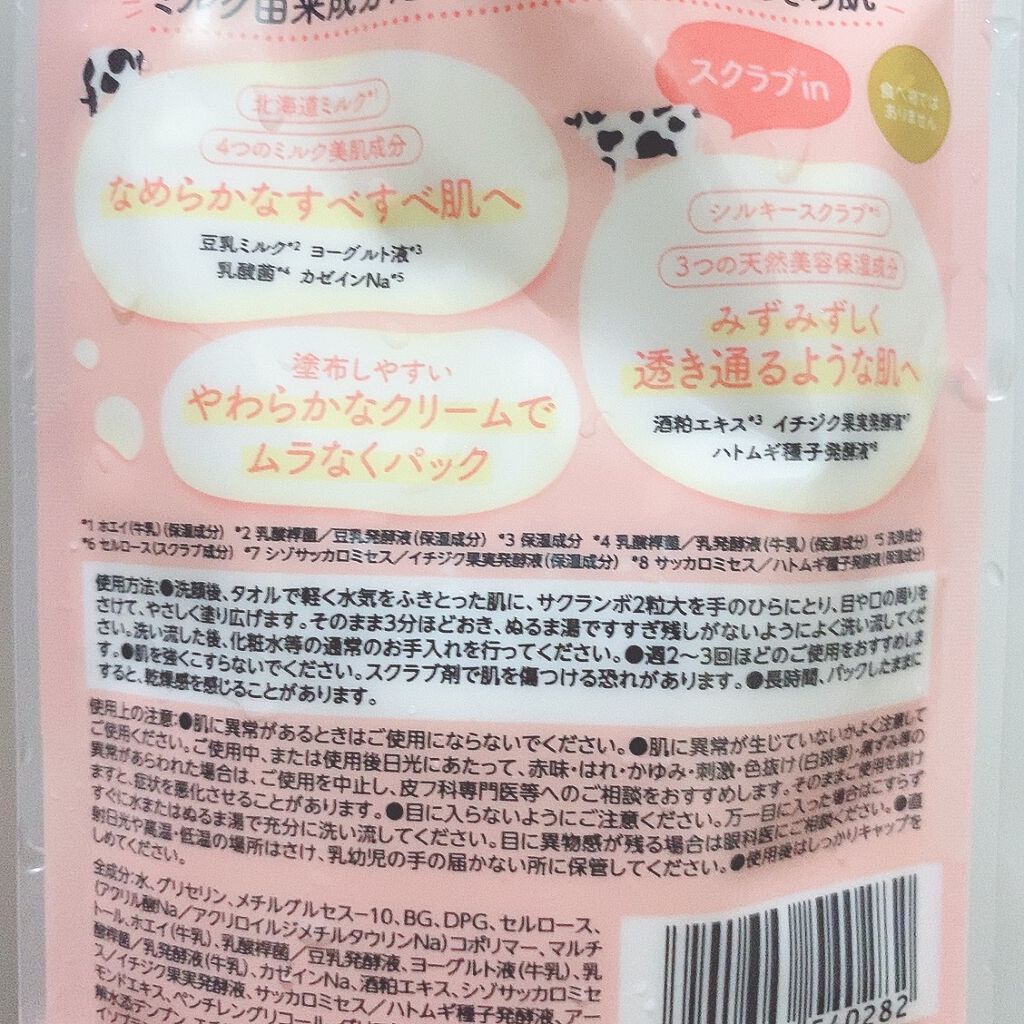 スクラブin
食べ物では
ありません
北海道ミルク*1
4つのミルク美肌成分
なめらかなすべすべ肌へ
豆乳ミルク*2 ヨーグルト液*3
乳酸菌*4 カゼインNa*5
シルキースクラブ*6
3つの天然美容保湿成分
みずみずしく
透き通るような肌へ
酒粕エキス*3 イチジク果実発酵液*7
ハトムギ種子発酵液*8
塗布しやすい
やわらかなクリームで
ムラなくパック
*1 ホエイ(牛乳)(保湿成分) *2 乳酸桿菌/豆乳発酵液(保湿成分) *3 保湿成分 *4 乳酸桿菌/乳発酵液(牛乳)(保湿成分) *5 洗浄成分
*6 セルロース(スクラブ成分) *7 シゾサッカロミセス/イチジク果実発酵液(保湿成分) *8 サッカロミセス/ハトムギ種子発酵液(保湿成分)
使用方法:●洗顔後、タオルで軽く水気をふきとった肌に、サクランボ2粒大を手のひらにとり、目や口の周りを
さけて、やさしく塗り広げます。そのまま3分ほどおき、ぬるま湯ですすぎ残しがないようによく洗い流してくだ
さい。洗い流した後、化粧水等の通常のお手入れを行ってください。●週2〜3回ほどのご使用をおすすめしま
す。●肌を強くこすらないでください。スクラブ剤で肌を傷つける恐れがあります。●長時間、パックしたままに
すると、乾燥感を感じることがあります。
使用上の注意:●肌に異常があるときはご使用にならないでください。●肌に異常が生じていないかよく注意して
ご使用ください。ご使用中、または使用後日光にあたって、赤味・はれ・かゆみ・刺激・色抜け(白斑等)・黒ずみ等の
異常があらわれた場合は、ご使用を中止し、皮フ科専門医等へのご相談をおすすめします。そのままご使用を続け
ますと、症状を悪化させることがあります。●目に入らないようにご注意ください。万一目に入った場合はこすらず
すぐに水またはぬるま湯で充分に洗い流してください。目に異物感が残る場合は眼科医にご相談ください。●直
射日光や高温・低温の場所はさけ、乳幼児の手の届かない所に保管してください。●使用後はしっかりキャップを
しめてください。
全成分:水、グリセリン、メチルグルセス-10、BG、DPG、セルロース、
(アクリル酸Na/アクリロイルジメチルタウリンNa)コポリマー、マルチ
トール、ホエイ(牛乳)、乳酸桿菌/豆乳発酵液、ヨーグルト液(牛乳)、乳
酸桿菌/乳発酵液(牛乳)、カゼインNa、酒粕エキス、シゾサッカロミセ
ス/イチジク果実発酵液、サッカロミセス/ハトムギ種子発酵液、アー
モンドエキス、ペンチレングリコール、
540282